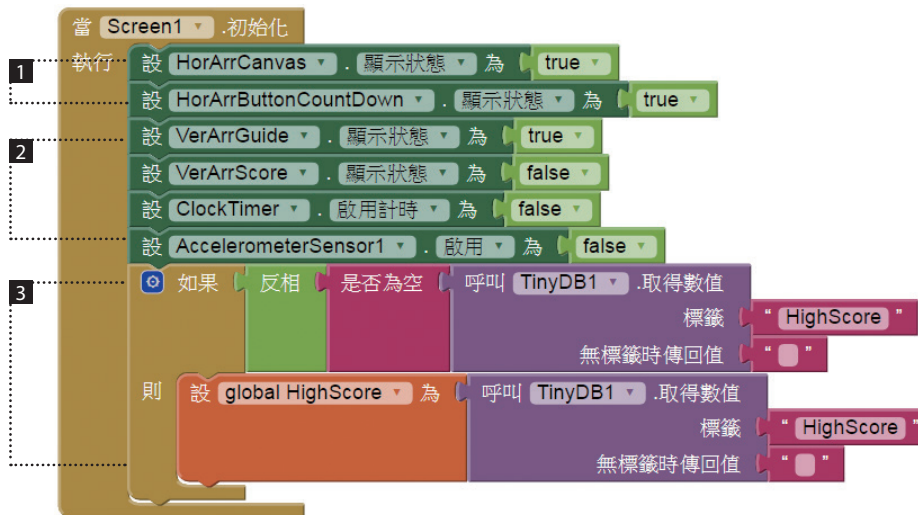 當 Screen1 .初始化
執行 設 HorArrCanvas . 顯示狀態 為 true
1
設 HorArrButtonCountDown . 顯示狀態 為 true
設 VerArrGuide . 顯示狀態 為 true
2
設 VerArrScore . 顯示狀態 為 false
設 ClockTimer . 啟用計時 為 false
設 AccelerometerSensor1 . 啟用 為 false
3
如果 反相 是否為空 呼叫 TinyDB1 .取得數值
標籤 " HighScore "
無標籤時傳回值 " "
則 設 global HighScore 為 呼叫 TinyDB1 .取得數值
標籤 " HighScore "
無標籤時傳回值 " "